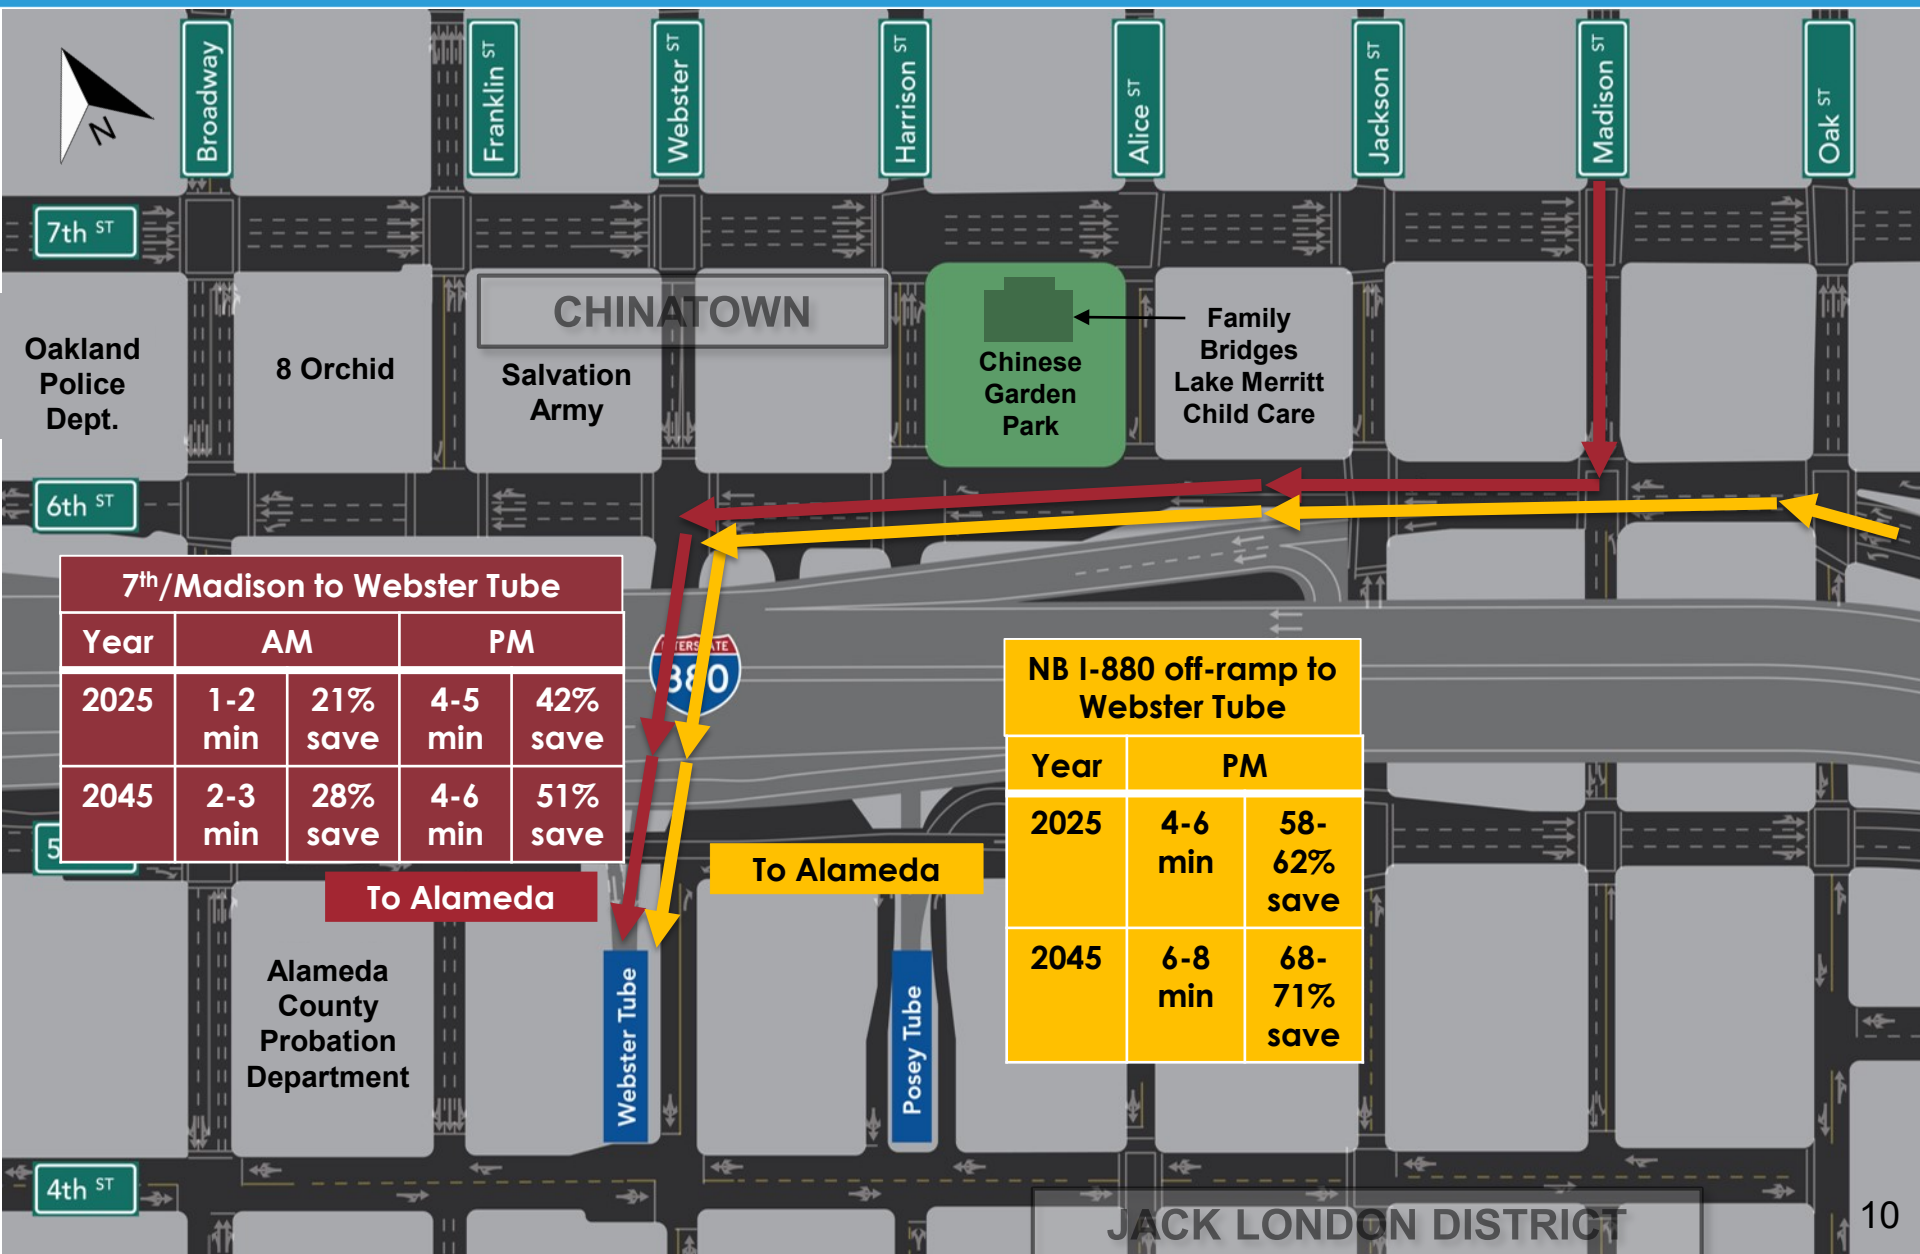 N
Broadway
Franklin ST
Webster ST
Harrison ST
Alice ST
Jackson ST
Madison ST
Oak ST
7th ST
CHINATOWN
Oakland
Police
Dept.
8 Orchid
Salvation
Army
Chinese
Garden
Park
Family
Bridges
Lake Merritt
Child Care
6th ST
7th/Madison to Webster Tube
Year AM PM
2025 1-2 min 21% save 4-5 min 42% save
2045 2-3 min 28% save 4-6 min 51% save
INTERSTATE
880
NB I-880 off-ramp to
Webster Tube
Year PM
2025 4-6 min 58-62% save
2045 6-8 min 68-71% save
5
To Alameda
To Alameda
Alameda
County
Probation
Department
Webster Tube
Posey Tube
4th ST
JACK LONDON DISTRICT
10